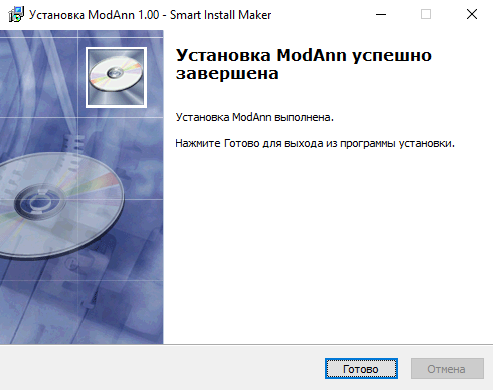 Установка ModAnn 1.00 - Smart Install Maker
Установка ModAnn успешно
завершена
Установка ModAnn выполнена.
Нажмите Готово для выхода из программы установки.
Готово
Отмена